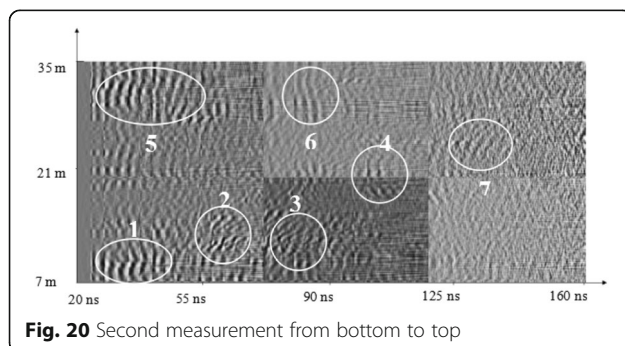 35 m
5
6
4
21 m
7
2
3
1
7 m
20 ns 55 ns 90 ns 125 ns 160 ns
Fig. 20 Second measurement from bottom to top